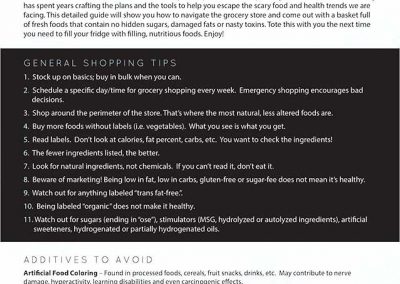 has spent years crafting the plans and the tools to help you escape the scary food and health trends we are
facing. This detailed guide will show you how to navigate the grocery store and come out with a basket full
of fresh foods that contain no hidden sugars, damaged fats or nasty toxins. Tote this with you the next time
you need to fill your fridge with filling, nutritious foods. Enjoy!
GENERAL SHOPPING TIPS
1. Stock up on basics; buy in bulk when you can.
2. Schedule a specific day/time for grocery shopping every week. Emergency shopping encourages bad
decisions.
3. Shop around the perimeter of the store. That's where the most natural, less altered foods are.
4. Buy more foods without labels (i.e. vegetables). What you see is what you get.
5. Read labels. Don't look at calories, fat percent, carbs, etc. You want to check the ingredients!
6. The fewer ingredients listed, the better.
7. Look for natural ingredients, not chemicals. If you can't read it, don't eat it.
8. Beware of marketing! Being low in fat, low in carbs, gluten-free or sugar-fee does not mean it's healthy.
9. Watch out for anything labeled "trans fat-free.".
10. Being labeled "organic" does not make it healthy.
11. Watch out for sugars (ending in "ose"), stimulators (MSG, hydrolyzed or autolyzed ingredients), artificial
sweeteners, hydrogenated or partially hydrogenated oils.
ADDITIVES TO AVOID
Artificial Food Coloring – Found in processed foods, cereals, fruit snacks, drinks, etc. May contribute to nerve
damage, hyperactivity, learning disabilities and even carcinogenic effects.